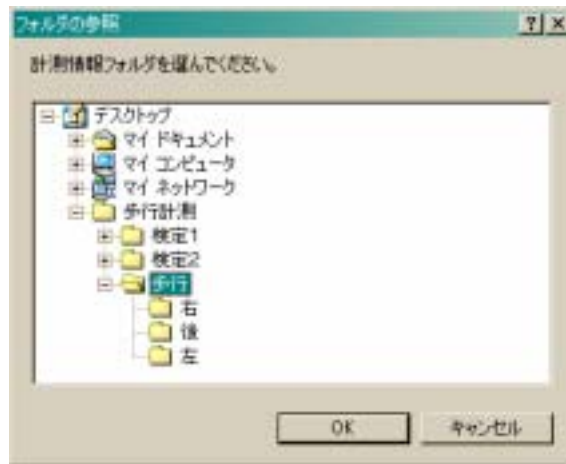 フォルダの参照
計測情報フォルダを選んでください。
デスクトップ
マイ ドキュメント
マイ コンピュータ
マイ ネットワーク
歩行計測
検定1
検定2
歩行
右
後
左
OK キャンセル